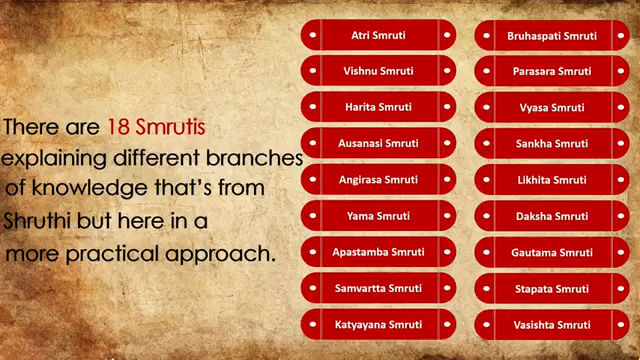 There are 18 Smrutis
explaining different branches
of knowledge that's from
Shruthi but here in a
more practical approach.
Atri Smruti
Vishnu Smruti
Harita Smruti
Ausanasi Smruti
Angirasa Smruti
Yama Smruti
Apastamba Smruti
Samvartta Smruti
Katyayana Smruti
Bruhaspati Smruti
Parasara Smruti
Vyasa Smruti
Sankha Smruti
Likhita Smruti
Daksha Smruti
Gautama Smruti
Stapata Smruti
Vasishta Smruti